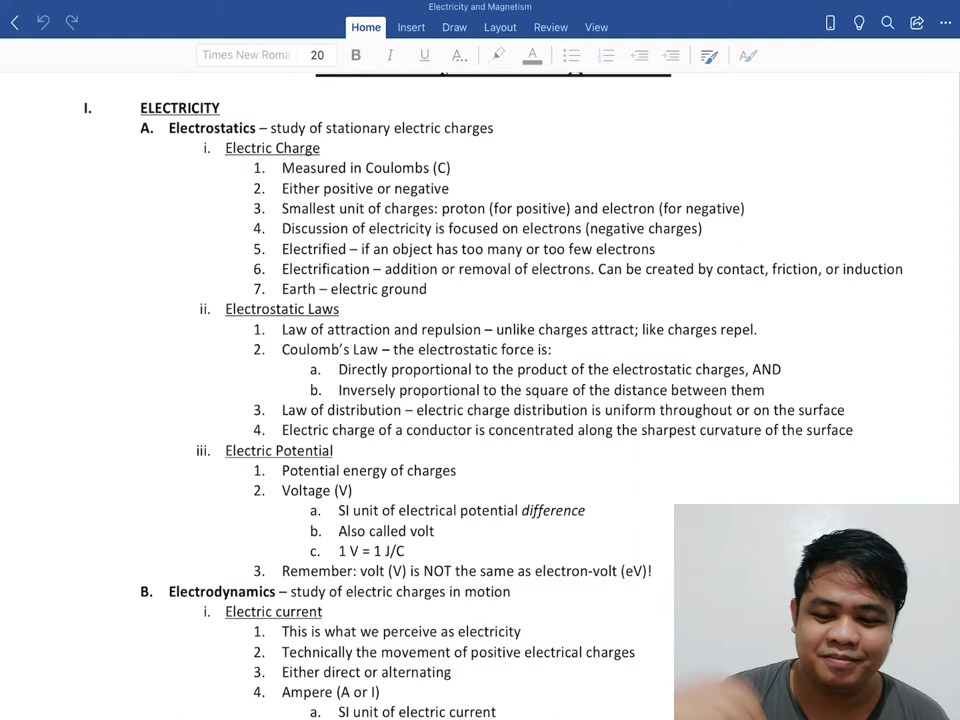 Electricity and Magnetism
Home Insert Draw Layout Review View
Times New Roma 20 B I U A... A
I. ELECTRICITY
A. Electrostatics – study of stationary electric charges
i. Electric Charge
1. Measured in Coulombs (C)
2. Either positive or negative
3. Smallest unit of charges: proton (for positive) and electron (for negative)
4. Discussion of electricity is focused on electrons (negative charges)
5. Electrified – if an object has too many or too few electrons
6. Electrification – addition or removal of electrons. Can be created by contact, friction, or induction
7. Earth – electric ground
ii. Electrostatic Laws
1. Law of attraction and repulsion – unlike charges attract; like charges repel.
2. Coulomb’s Law – the electrostatic force is:
a. Directly proportional to the product of the electrostatic charges, AND
b. Inversely proportional to the square of the distance between them
3. Law of distribution – electric charge distribution is uniform throughout or on the surface
4. Electric charge of a conductor is concentrated along the sharpest curvature of the surface
iii. Electric Potential
1. Potential energy of charges
2. Voltage (V)
a. SI unit of electrical potential difference
b. Also called volt
c. 1 V = 1 J/C
3. Remember: volt (V) is NOT the same as electron-volt (eV)!
B. Electrodynamics – study of electric charges in motion
i. Electric current
1. This is what we perceive as electricity
2. Technically the movement of positive electrical charges
3. Either direct or alternating
4. Ampere (A or I)
a. SI unit of electric current